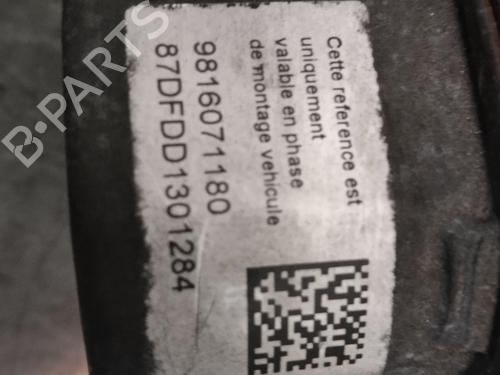 Cette reference est
uniquement
valable en phase
de montage vehicule
9816071180
87DFDD1301284
B-PARTS